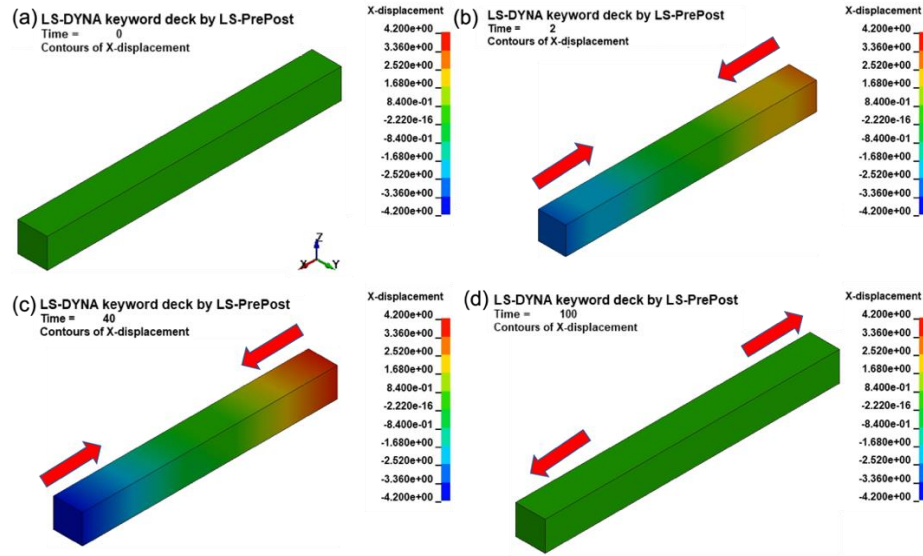 (a) LS-DYNA keyword deck by LS-PrePost
Time = 0
Contours of X-displacement
X-displacement
4.200e+00
3.360e+00
2.520e+00
1.680e+00
8.400e-01
-2.220e-16
-8.400e-01
-1.680e+00
-2.520e+00
-3.360e+00
-4.200e+00
Z
X
Y
(b) LS-DYNA keyword deck by LS-PrePost
Time = 2
Contours of X-displacement
X-displacement
4.200e+00
3.360e+00
2.520e+00
1.680e+00
8.400e-01
-2.220e-16
-8.400e-01
-1.680e+00
-2.520e+00
-3.360e+00
-4.200e+00
(c) LS-DYNA keyword deck by LS-PrePost
Time = 40
Contours of X-displacement
X-displacement
4.200e+00
3.360e+00
2.520e+00
1.680e+00
8.400e-01
-2.220e-16
-8.400e-01
-1.680e+00
-2.520e+00
-3.360e+00
-4.200e+00
(d) LS-DYNA keyword deck by LS-PrePost
Time = 100
Contours of X-displacement
X-displacement
4.200e+00
3.360e+00
2.520e+00
1.680e+00
8.400e-01
-2.220e-16
-8.400e-01
-1.680e+00
-2.520e+00
-3.360e+00
-4.200e+00